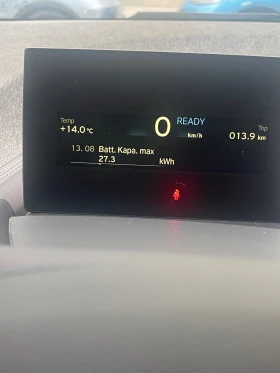 Temp
+14.0 °C
0
READY
km/h
Trip
013.9 km
13. 08 Batt. Kapa. max
27.3 kWh